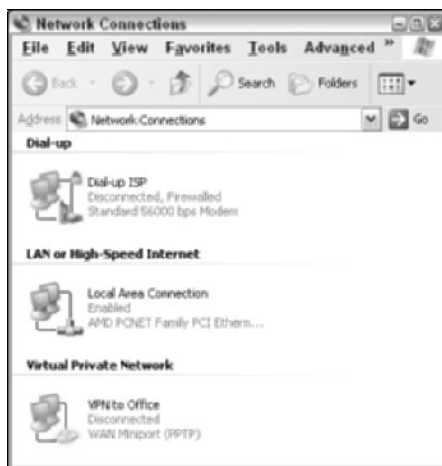 Network Connections
File Edit View Favorites Tools Advanced »
Back Search Folders
Address Network Connections Go
Dial-up
Dial-up ISP
Disconnected, Firewalled
Standard 56000 bps Modem
LAN or High-Speed Internet
Local Area Connection
Enabled
AMD PCNET Family PCI Ethern...
Virtual Private Network
VPN to Office
Disconnected
WAN Miniport (PPTP)